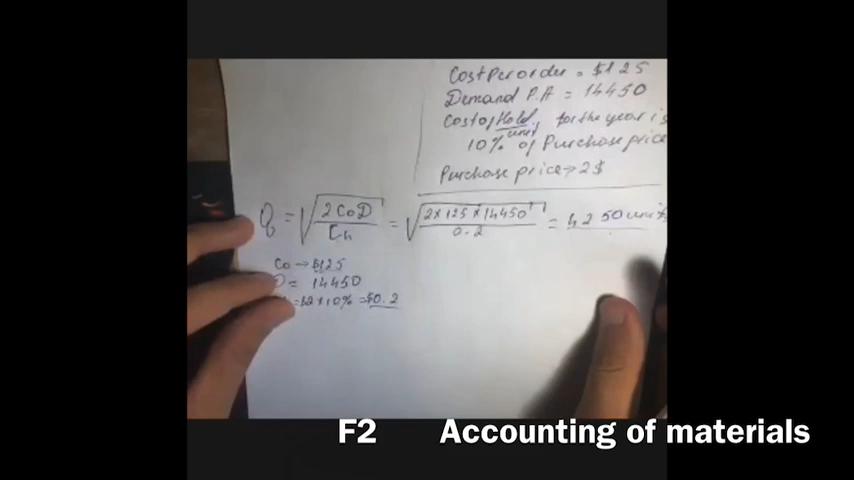 Cost per order = $125
Demand P.A = 14450
Cost of Hold. for the year is
unit
10% of Purchase price
Purchase price → 2$
Q = √ 2CoD / Ch = √ 2×125×14450 / 0.2 = 4250 units
Co → $125
D = 14450
= $2×10% = $0.2
F2 Accounting of materials